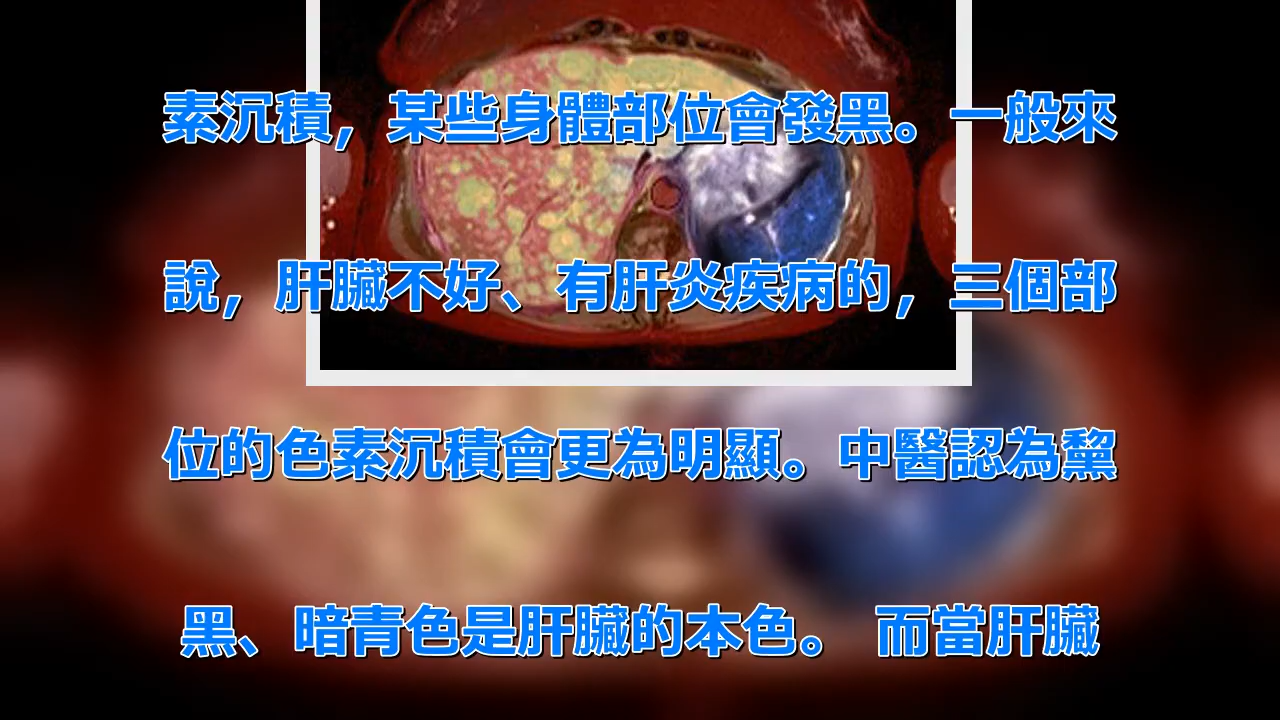 素沉積，某些身體部位會發黑。一般來
說，肝臟不好、有肝炎疾病的，三個部
位的色素沉積會更為明顯。中醫認為黧
黑、暗青色是肝臟的本色。 而當肝臟